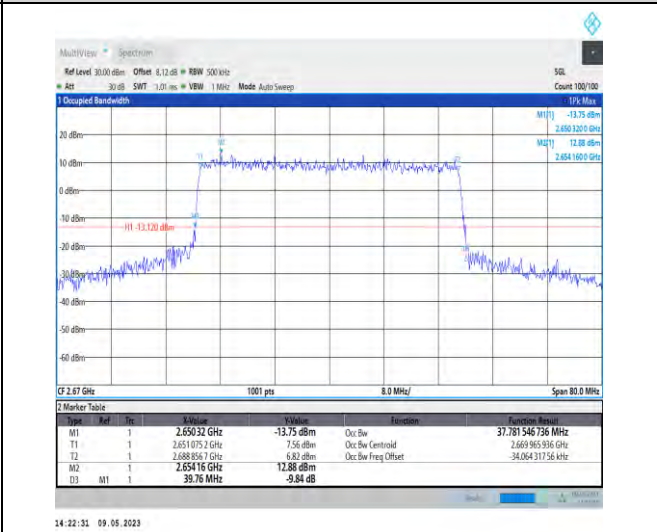 MultiView Spectrum
Ref Level 30.00 dBm Offset 8.12 dB RBW 500 kHz SGL
Att 30 dB SWT 1.01 ms VBW 1 MHz Mode Auto Sweep Count 100/100
1 Occupied Bandwidth 1Pk Max
M1[1] -13.75 dBm
2.650 3200 GHz
20 dBm
M2[1] 12.88 dBm
2.654 1600 GHz
M2
T1
10 dBm
0 dBm
-10 dBm
H1 -13.120 dBm
-20 dBm
-30 dBm
-40 dBm
-50 dBm
-60 dBm
CF 2.67 GHz 1001 pts 8.0 MHz/ Span 80.0 MHz
2 Marker Table
Type Ref Trc X-Value Y-Value Function Function Result
M1 1 2.65032 GHz -13.75 dBm Occ Bw 37.781 546 736 MHz
T1 1 2.651 075 2 GHz 7.56 dBm Occ Bw Centroid 2.669 965 936 GHz
T2 1 2.688 856 7 GHz 6.82 dBm Occ Bw Freq Offset -34.064 317 56 kHz
M2 1 2.654 16 GHz 12.88 dBm
D3 M1 1 39.76 MHz -9.84 dB
14:22:31 09.05.2023